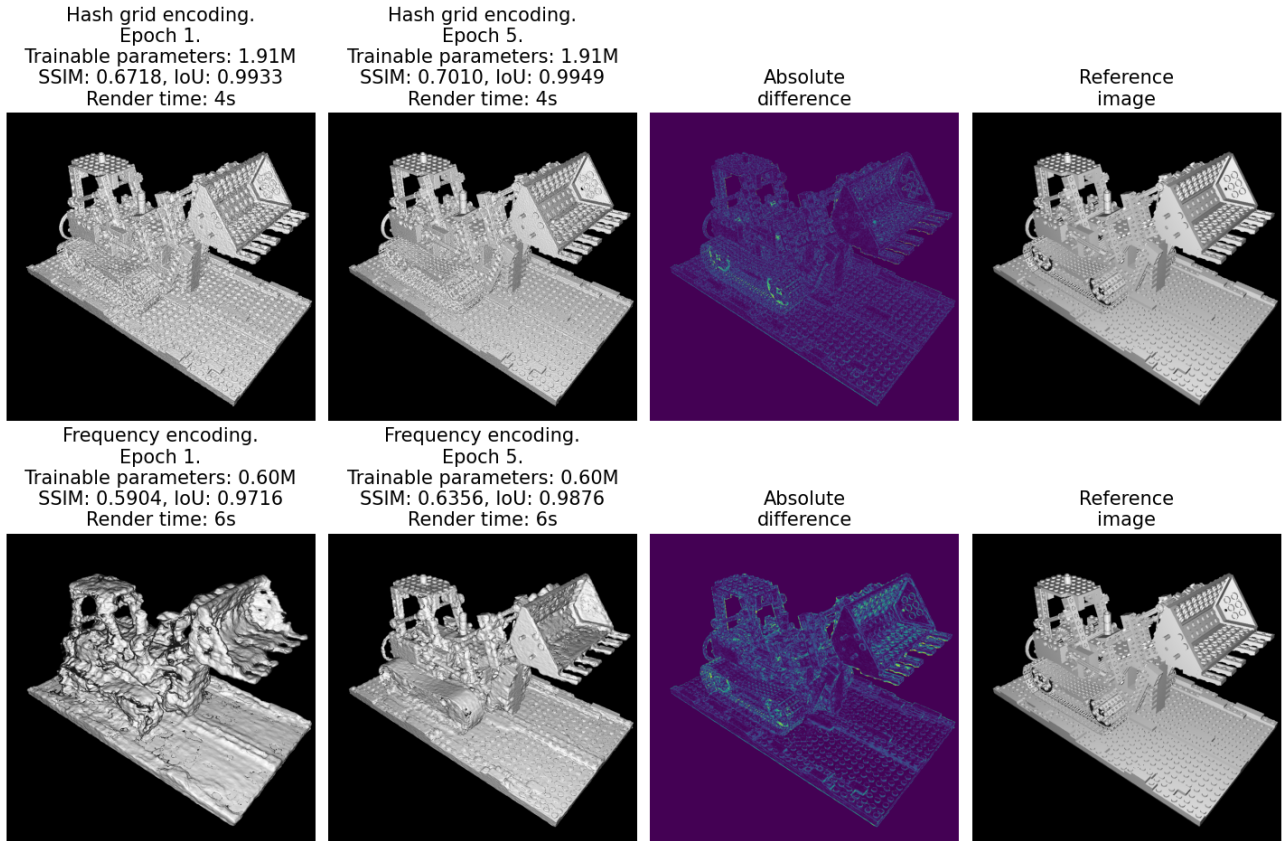 Hash grid encoding.
Epoch 1.
Trainable parameters: 1.91M
SSIM: 0.6718, IoU: 0.9933
Render time: 4s
Hash grid encoding.
Epoch 5.
Trainable parameters: 1.91M
SSIM: 0.7010, IoU: 0.9949
Render time: 4s
Absolute
difference
Reference
image
Frequency encoding.
Epoch 1.
Trainable parameters: 0.60M
SSIM: 0.5904, IoU: 0.9716
Render time: 6s
Frequency encoding.
Epoch 5.
Trainable parameters: 0.60M
SSIM: 0.6356, IoU: 0.9876
Render time: 6s
Absolute
difference
Reference
image